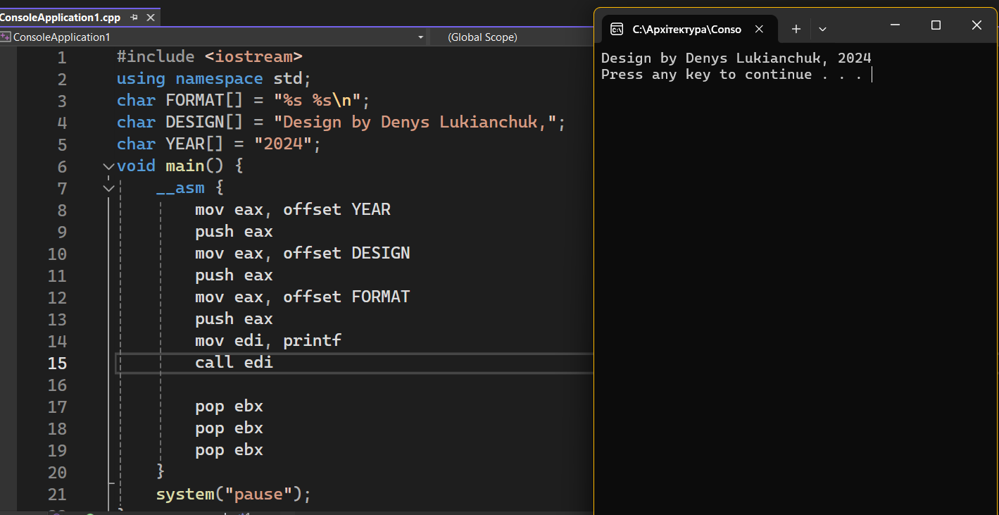 ConsoleApplication1.cpp
ConsoleApplication1
(Global Scope)
1 #include <iostream>
2 using namespace std;
3 char FORMAT[] = "%s %s\n";
4 char DESIGN[] = "Design by Denys Lukianchuk,";
5 char YEAR[] = "2024";
6 void main() {
7 __asm {
8 mov eax, offset YEAR
9 push eax
10 mov eax, offset DESIGN
11 push eax
12 mov eax, offset FORMAT
13 push eax
14 mov edi, printf
15 call edi
16
17 pop ebx
18 pop ebx
19 pop ebx
20 }
21 system("pause");
C:\Архітектура\Conso
Design by Denys Lukianchuk, 2024
Press any key to continue . . .